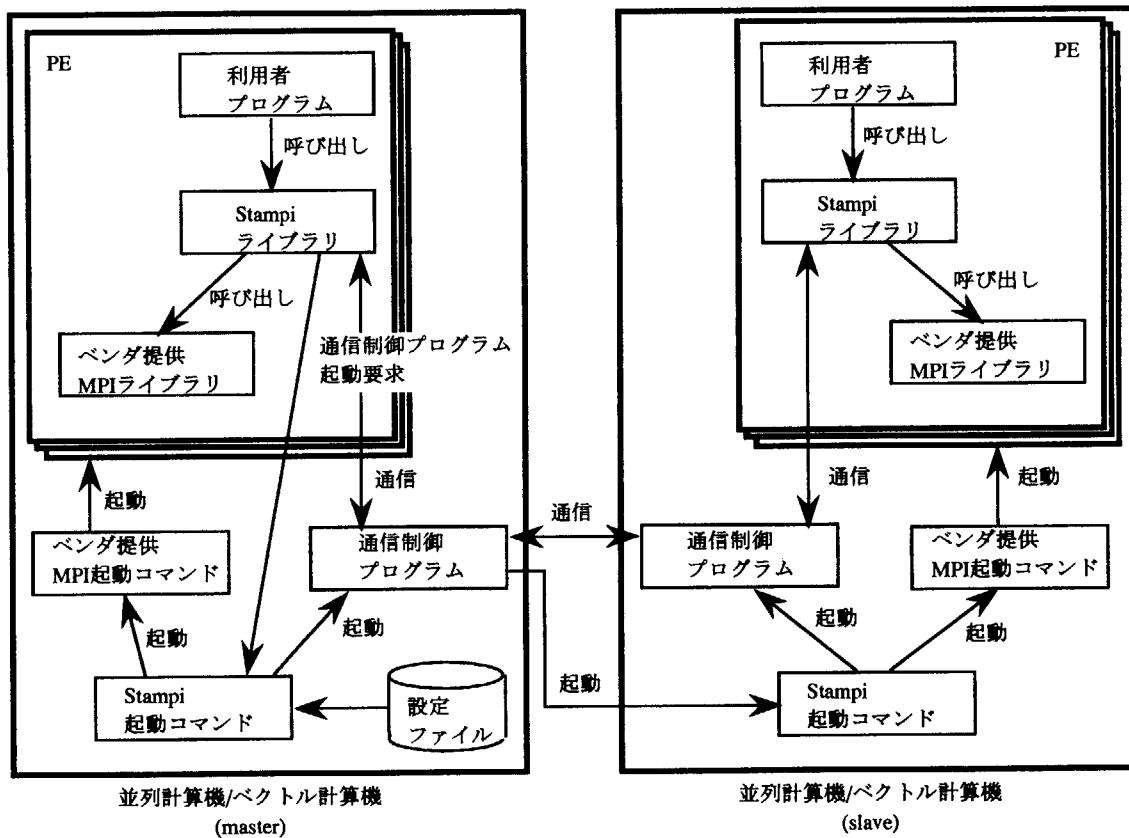 PE
利用者
プログラム
呼び出し
Stampi
ライブラリ
呼び出し
ベンダ提供
MPIライブラリ
通信制御プログラム
起動要求
起動
通信
ベンダ提供
MPI起動コマンド
通信制御
プログラム
起動
起動
Stampi
起動コマンド
設定
ファイル
並列計算機/ベクトル計算機
(master)
通信
起動
PE
利用者
プログラム
呼び出し
Stampi
ライブラリ
呼び出し
ベンダ提供
MPIライブラリ
通信
起動
通信制御
プログラム
ベンダ提供
MPI起動コマンド
起動
起動
Stampi
起動コマンド
並列計算機/ベクトル計算機
(slave)